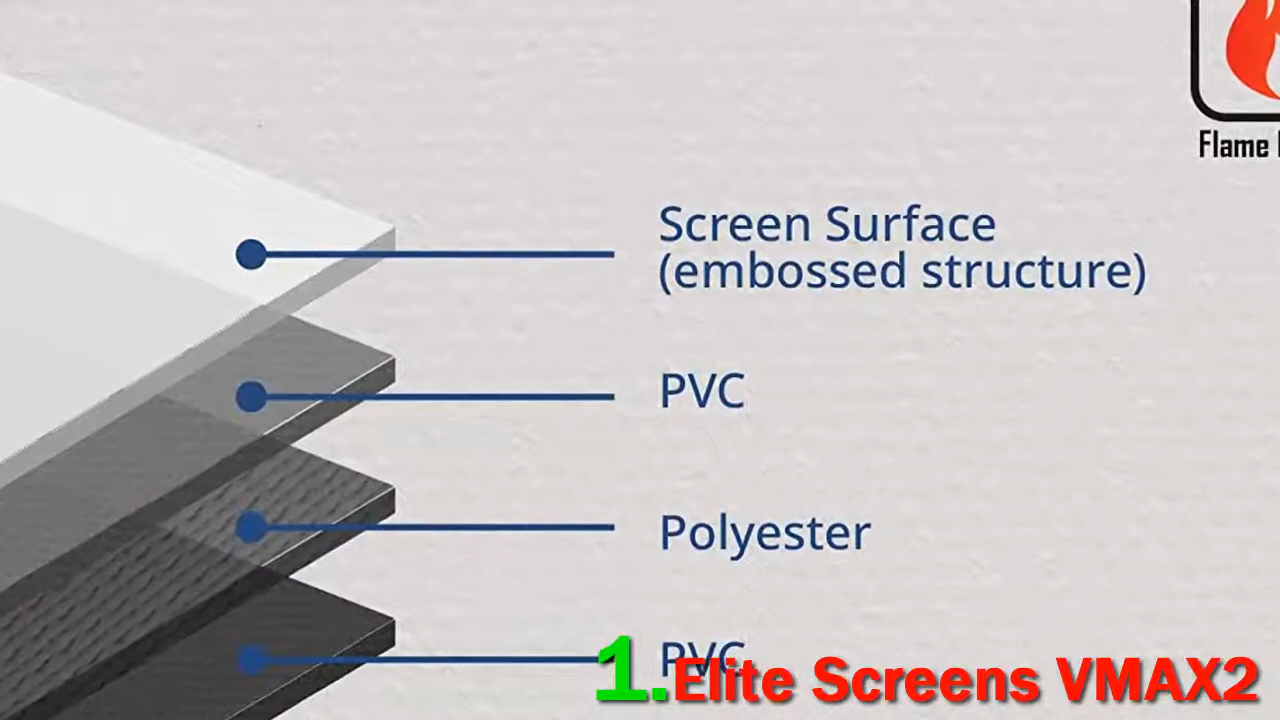 Flame
Screen Surface
(embossed structure)
PVC
Polyester
PVC
1.Elite Screens VMAX2